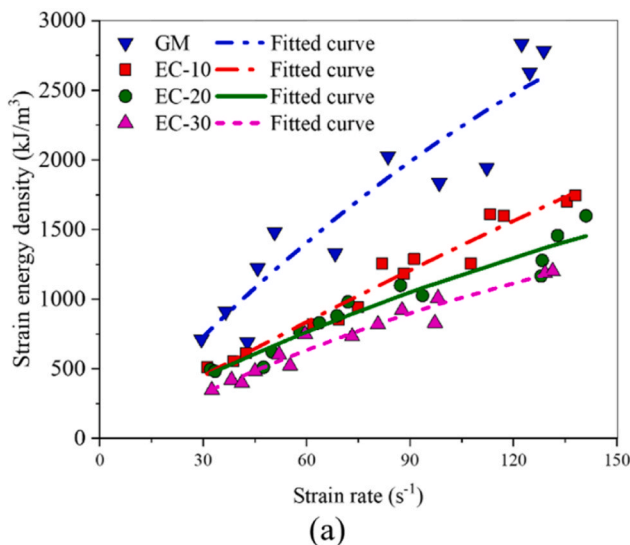 3000
2500
2000
1500
1000
500
0
Strain energy density (kJ/m³)
GM Fitted curve
EC-10 Fitted curve
EC-20 Fitted curve
EC-30 Fitted curve
0 30 60 90 120 150
Strain rate (s⁻¹)
(a)